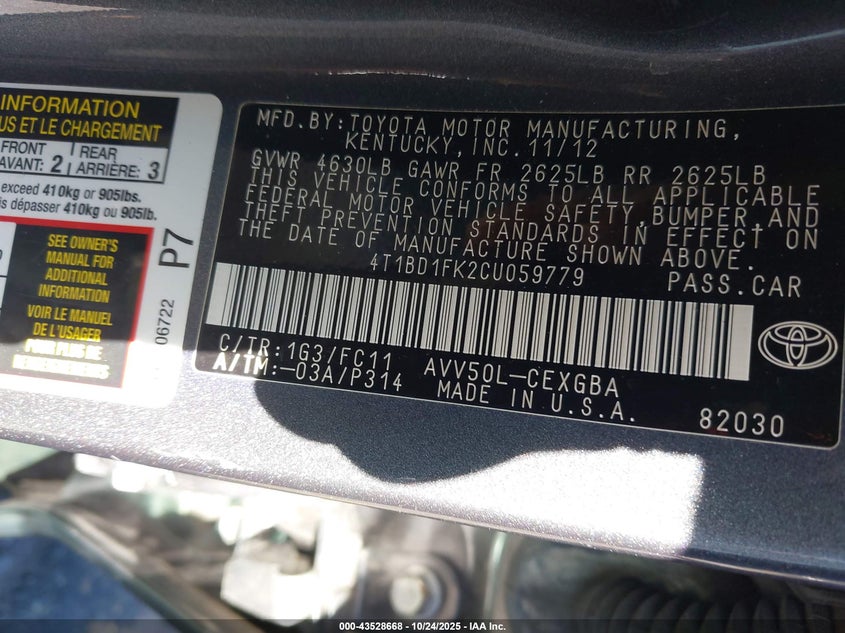 INFORMATION
US ET LE CHARGEMENT
FRONT
AVANT: 2
REAR
ARRIÈRE: 3
exceed 410kg or 905lbs.
is dépasser 410kg ou 905lb.
SEE OWNER'S
MANUAL FOR
ADDITIONAL
INFORMATION
VOIR LE MANUEL
DE L'USAGER
POUR PLUS DE
P7
06722
MFD.BY:TOYOTA MOTOR MANUFACTURING,
KENTUCKY,INC. 11/12
GVWR 4630LB GAWR FR 2625LB RR 2625LB
THIS VEHICLE CONFORMS TO ALL APPLICABLE
FEDERAL MOTOR VEHICLE SAFETY,BUMPER,AND
THEFT PREVENTION STANDARDS IN EFFECT ON
THE DATE OF MANUFACTURE SHOWN ABOVE.
4T1BD1FK2CU059779 PASS.CAR
C/TR:1G3/FC11 AVV50L-CEXGBA
A/TM:-03A/P314 MADE IN U.S.A.
82030
000-43528668 - 10/24/2025 - IAA Inc.